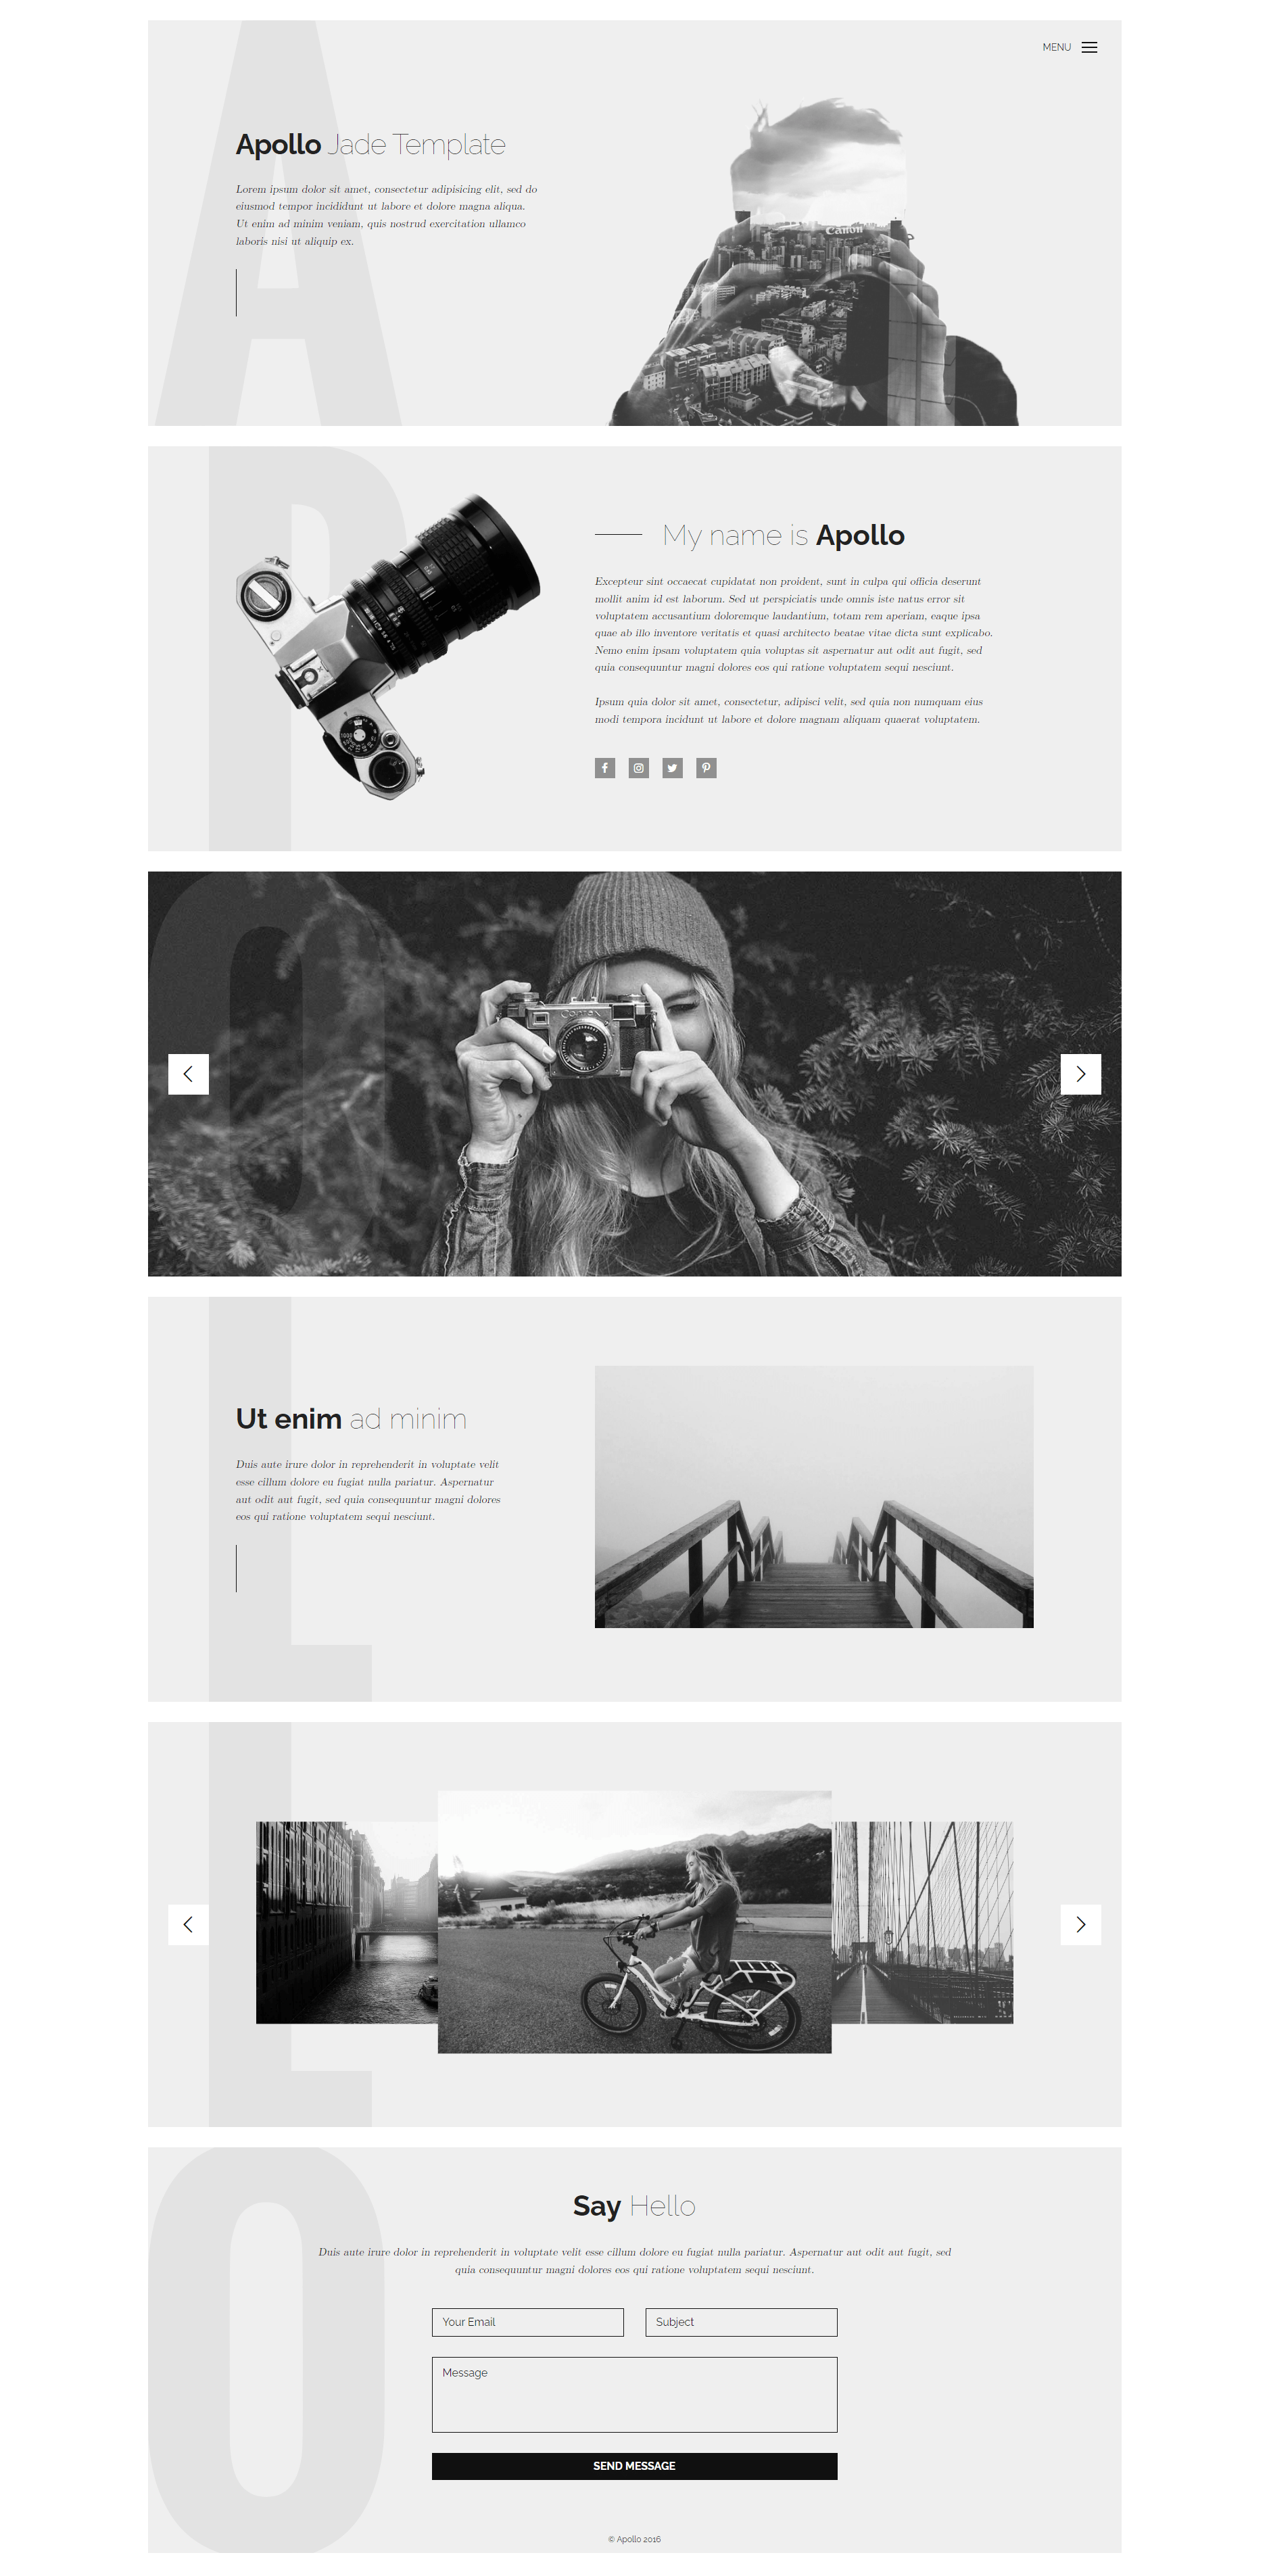 A
MENU
Apollo Jade Template
Lorem ipsum dolor sit amet, consectetur adipisicing elit, sed do
eiusmod tempor incididunt ut labore et dolore magna aliqua.
Ut enim ad minim veniam, quis nostrud exercitation ullamco
laboris nisi ut aliquip ex.
Canon
P
My name is Apollo
Excepteur sint occaecat cupidatat non proident, sunt in culpa qui officia deserunt
mollit anim id est laborum. Sed ut perspiciatis unde omnis iste natus error sit
voluptatem accusantium doloremque laudantium, totam rem aperiam, eaque ipsa
quae ab illo inventore veritatis et quasi architecto beatae vitae dicta sunt explicabo.
Nemo enim ipsam voluptatem quia voluptas sit aspernatur aut odit aut fugit, sed
quia consequuntur magni dolores eos qui ratione voluptatem sequi nesciunt.
Ipsum quia dolor sit amet, consectetur, adipisci velit, sed quia non numquam eius
modi tempora incidunt ut labore et dolore magnam aliquam quaerat voluptatem.
O
L
Ut enim ad minim
Duis aute irure dolor in reprehenderit in voluptate velit
esse cillum dolore eu fugiat nulla pariatur. Aspernatur
aut odit aut fugit, sed quia consequuntur magni dolores
eos qui ratione voluptatem sequi nesciunt.
L
O
Say Hello
Duis aute irure dolor in reprehenderit in voluptate velit esse cillum dolore eu fugiat nulla pariatur. Aspernatur aut odit aut fugit, sed
quia consequuntur magni dolores eos qui ratione voluptatem sequi nesciunt.
Your Email
Subject
Message
SEND MESSAGE
© Apollo 2016